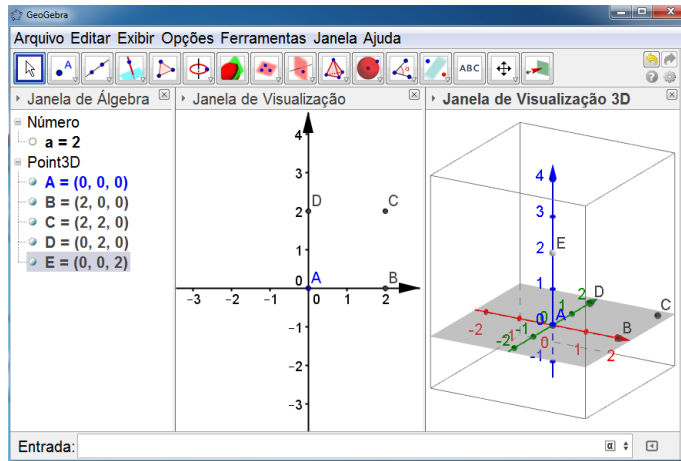 GeoGebra
Arquivo Editar Exibir Opções Ferramentas Janela Ajuda
A
ABC
Janela de Álgebra
Número
a = 2
Point3D
A = (0, 0, 0)
B = (2, 0, 0)
C = (2, 2, 0)
D = (0, 2, 0)
E = (0, 0, 2)
Janela de Visualização
4
3
D
C
2
1
0
A
B
-3 -2 -1 0 1 2
-1
-2
-3
Janela de Visualização 3D
4
3
2
E
1
2
D
1
C
0
0
A
-2
-1
1
-2
0
1
2
B
-1
Entrada:
α